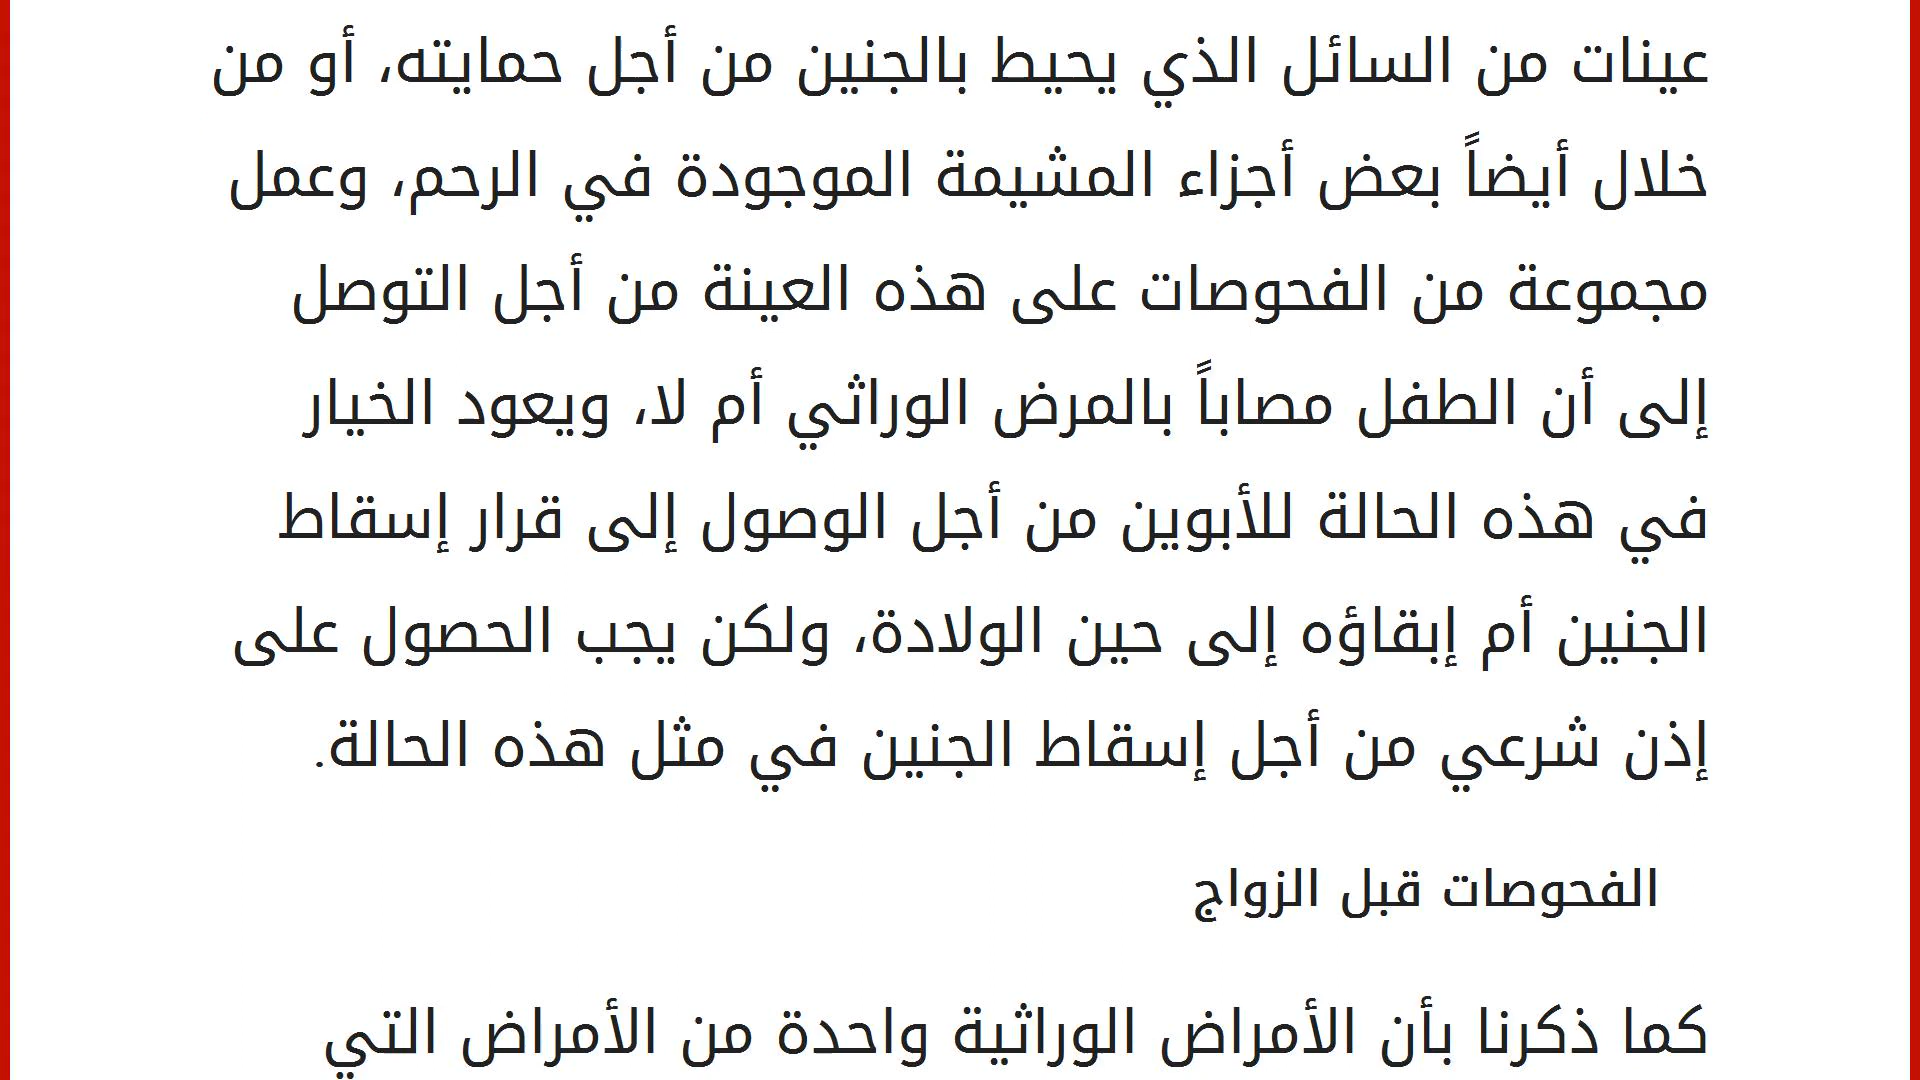 عينات من السائل الذي يحيط بالجنين من أجل حمايته، أو من
خلال أيضاً بعض أجزاء المشيمة الموجودة في الرحم، وعمل
مجموعة من الفحوصات على هذه العينة من أجل التوصل
إلى أن الطفل مصاباً بالمرض الوراثي أم لا، ويعود الخيار
في هذه الحالة للأبوين من أجل الوصول إلى قرار إسقاط
الجنين أم إبقاؤه إلى حين الولادة، ولكن يجب الحصول على
إذن شرعي من أجل إسقاط الجنين في مثل هذه الحالة.
الفحوصات قبل الزواج
كما ذكرنا بأن الأمراض الوراثية واحدة من الأمراض التي